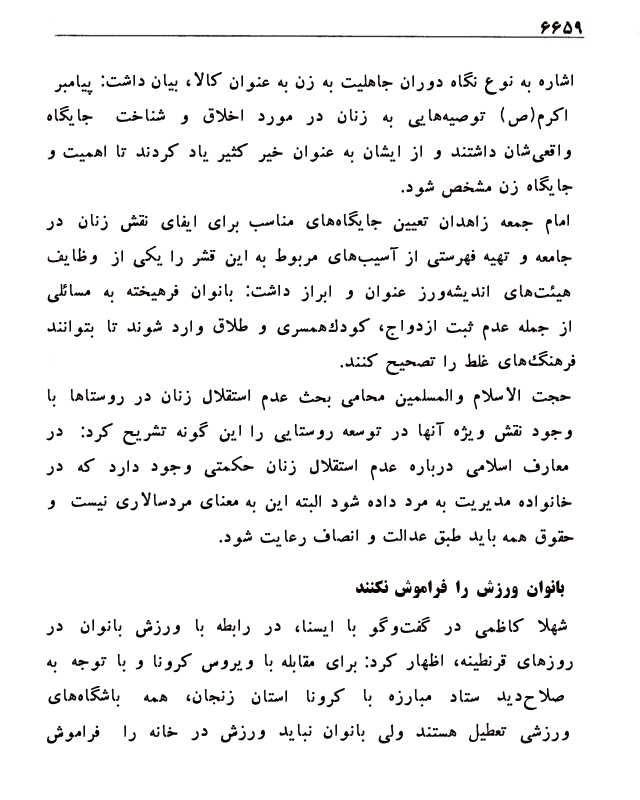 ۶۶۵۹
اشاره به نوع نگاه دوران جاهلیت به زن به عنوان کالا، بیان داشت: پیامبر
اکرم(ص) توصیه‌هایی به زنان در مورد اخلاق و شناخت جایگاه
واقعی‌شان داشتند و از ایشان به عنوان خیر کثیر یاد کردند تا اهمیت و
جایگاه زن مشخص شود.
امام جمعه زاهدان تعیین جایگاه‌های مناسب برای ایفای نقش زنان در
جامعه و تهیه فهرستی از آسیب‌های مربوط به این قشر را یکی از وظایف
هیئت‌های اندیشه‌ورز عنوان و ابراز داشت: بانوان فرهیخته به مسائلی
از جمله عدم ثبت ازدواج، کودک‌همسری و طلاق وارد شوند تا بتوانند
فرهنگ‌های غلط را تصحیح کنند.
حجت الاسلام والمسلمین محامی بحث عدم استقلال زنان در روستاها با
وجود نقش ویژه آنها در توسعه روستایی را این گونه تشریح کرد: در
معارف اسلامی درباره عدم استقلال زنان حکمتی وجود دارد که در
خانواده مدیریت به مرد داده شود البته این به معنای مردسالاری نیست و
حقوق همه باید طبق عدالت و انصاف رعایت شود.
بانوان ورزش را فراموش نکنند
شهلا کاظمی در گفت‌وگو با ایسنا، در رابطه با ورزش بانوان در
روزهای قرنطینه، اظهار کرد: برای مقابله با ویروس کرونا و با توجه به
صلاح‌دید ستاد مبارزه با کرونا استان زنجان، همه باشگاه‌های
ورزشی تعطیل هستند ولی بانوان نباید ورزش در خانه را فراموش